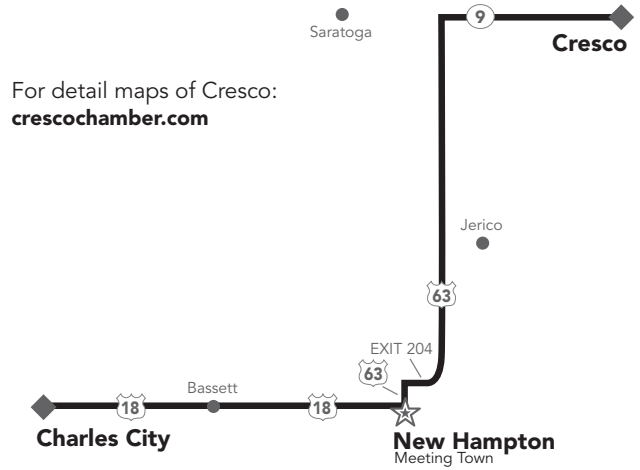 9
Saratoga
Cresco
For detail maps of Cresco:
crescochamber.com
Jerico
63
EXIT 204
63
Bassett
18
18
Charles City
New Hampton
Meeting Town